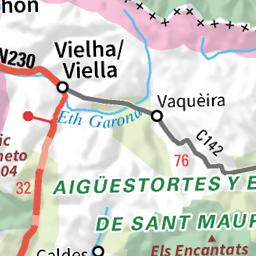 hon
N230
Vielha/
Viella
Vaquèira
Eth Garona
C142
ic
neto
04
76
32
AIGÜESTORTES Y E
DE SANT MAUR
Els Encantats
Caldes